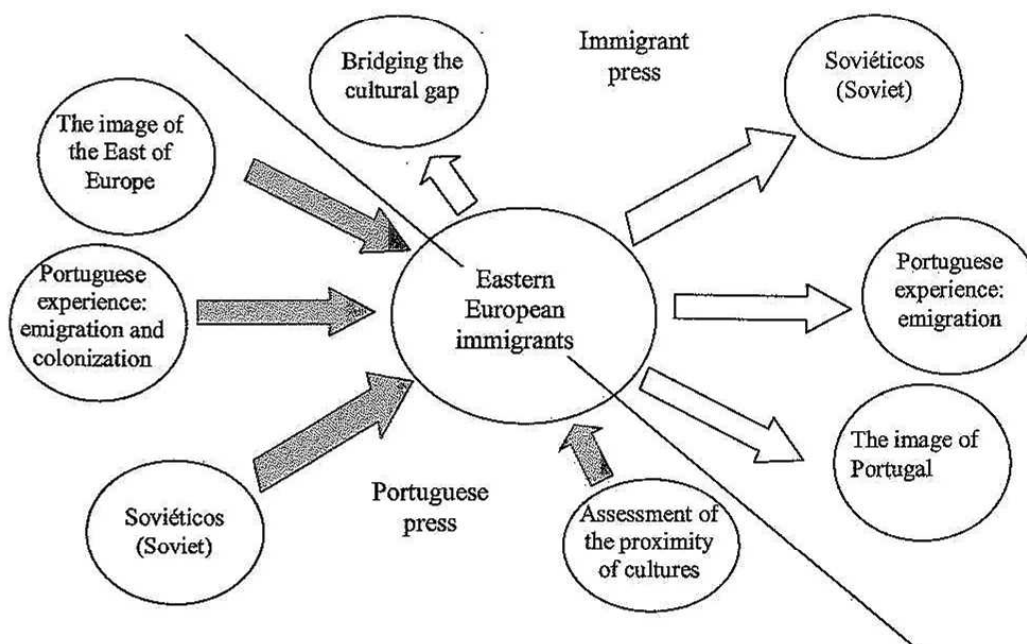 Bridging the
cultural gap
Immigrant
press
Soviéticos
(Soviet)
The image of
the East of
Europe
Portuguese
experience:
emigration and
colonization
Eastern
European
immigrants
Portuguese
experience:
emigration
The image of
Portugal
Soviéticos
(Soviet)
Portuguese
press
Assessment of
the proximity
of cultures